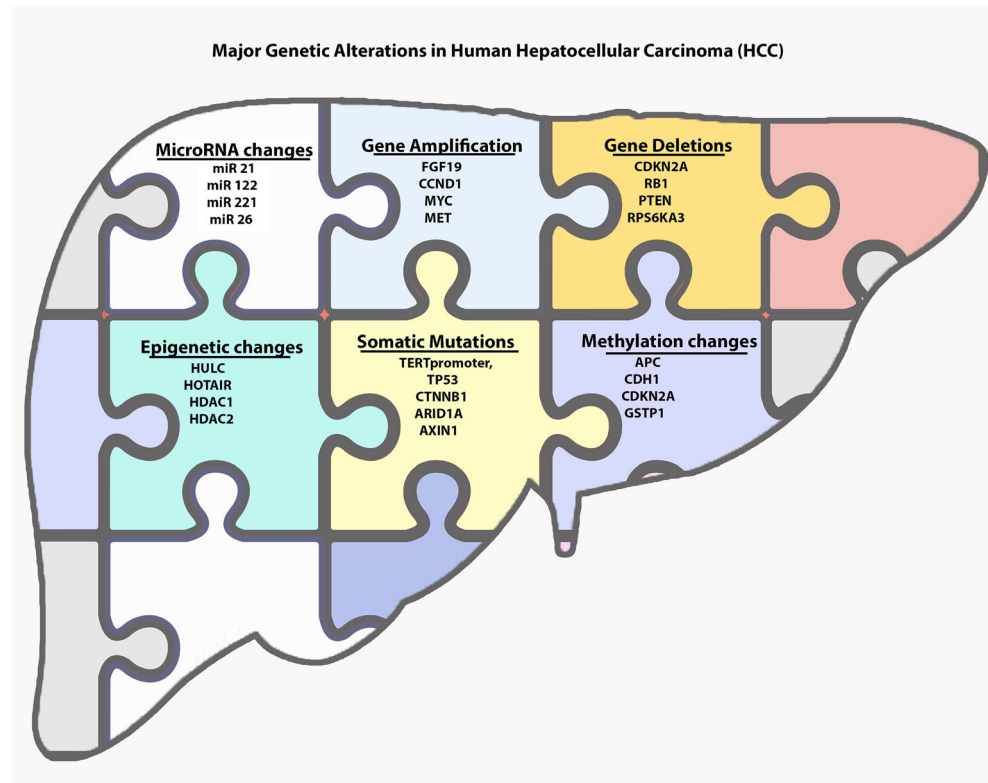 Major Genetic Alterations in Human Hepatocellular Carcinoma (HCC)
MicroRNA changes
miR 21
miR 122
miR 221
miR 26
Gene Amplification
FGF19
CCND1
MYC
MET
Gene Deletions
CDKN2A
RB1
PTEN
RPS6KA3
Epigenetic changes
HULC
HOTAIR
HDAC1
HDAC2
Somatic Mutations
TERTpromoter,
TP53
CTNNB1
ARID1A
AXIN1
Methylation changes
APC
CDH1
CDKN2A
GSTP1